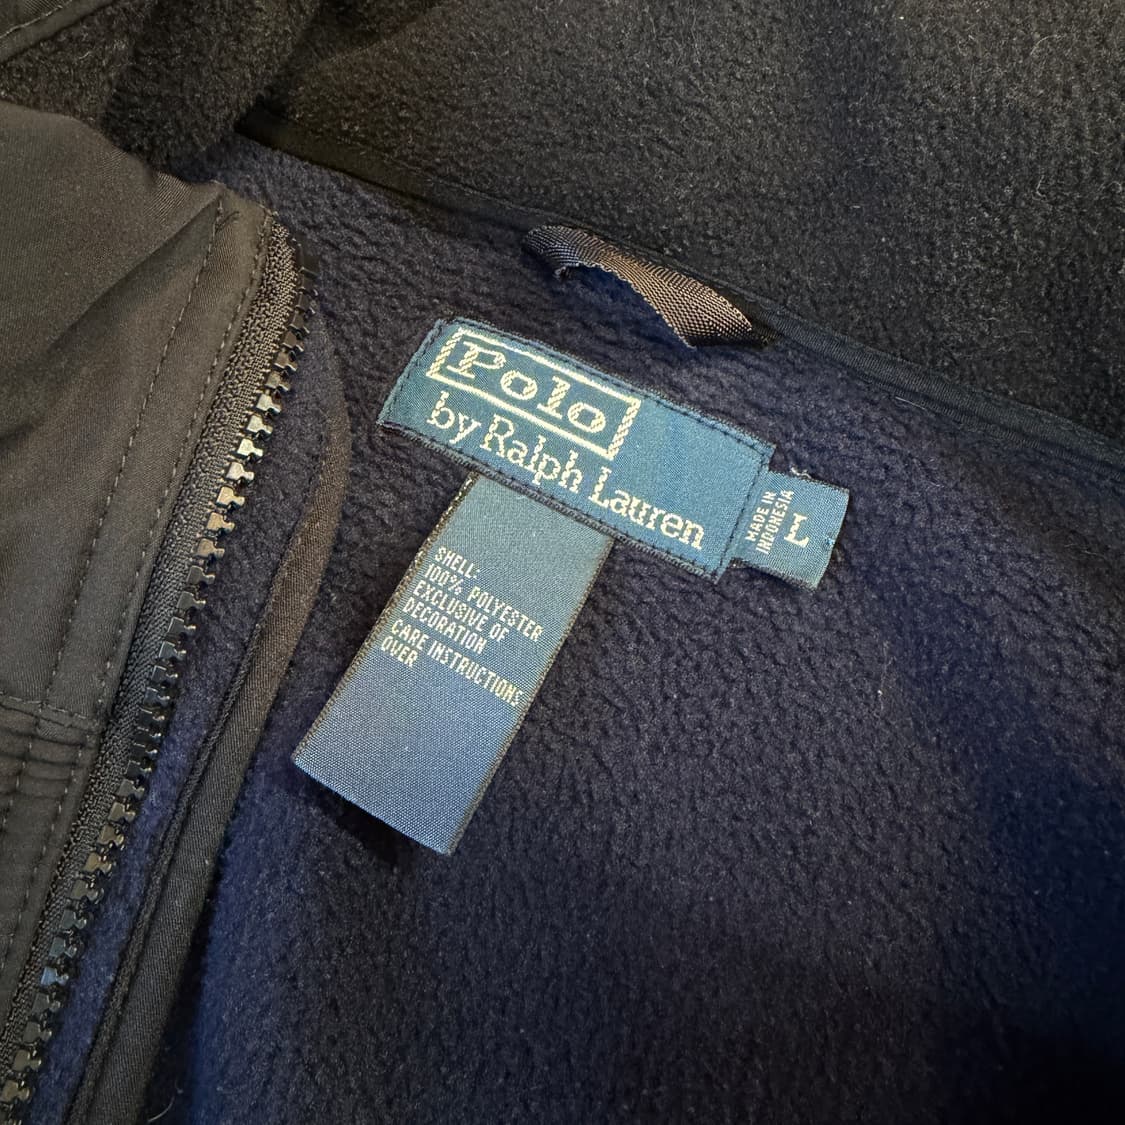 Polo
by Ralph Lauren
MADE IN
INDONESIA
L
SHELL:
100% POLYESTER
EXCLUSIVE OF
DECORATION
CARE INSTRUCTIONS
OVER